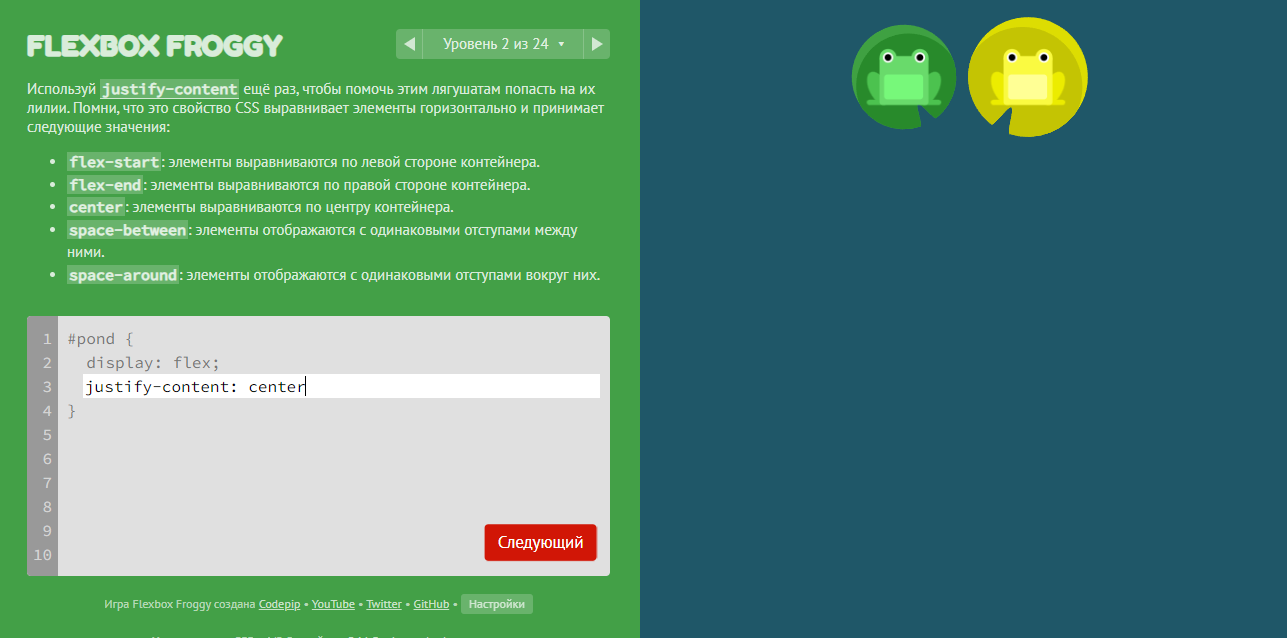 FLEXBOX FROGGY
Уровень 2 из 24
Используй justify-content ещё раз, чтобы помочь этим лягушатам попасть на их
лилии. Помни, что это свойство CSS выравнивает элементы горизонтально и принимает
следующие значения:
• flex-start: элементы выравниваются по левой стороне контейнера.
• flex-end: элементы выравниваются по правой стороне контейнера.
• center: элементы выравниваются по центру контейнера.
• space-between: элементы отображаются с одинаковыми отступами между
ними.
• space-around: элементы отображаются с одинаковыми отступами вокруг них.
1 #pond {
2 display: flex;
3 justify-content: center
4 }
5
6
7
8
9
10
Следующий
Игра Flexbox Froggy создана Codepip • YouTube • Twitter • GitHub • Настройки